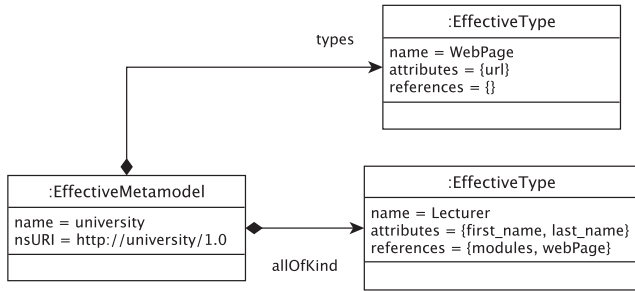 :EffectiveType
name = WebPage
attributes = {url}
references = {}
types
:EffectiveMetamodel
name = university
nsURI = http://university/1.0
allOfKind
:EffectiveType
name = Lecturer
attributes = {first_name, last_name}
references = {modules, webPage}